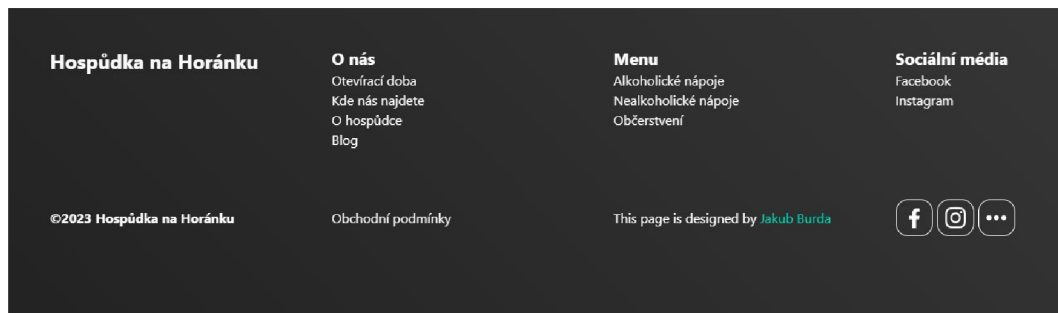 Hospůdka na Horánku
O nás
Otevírací doba
Kde nás najdete
O hospůdce
Blog
Menu
Alkoholické nápoje
Nealkoholické nápoje
Občerstvení
Sociální média
Facebook
Instagram
©2023 Hospůdka na Horánku
Obchodní podmínky
This page is designed by Jakub Burda